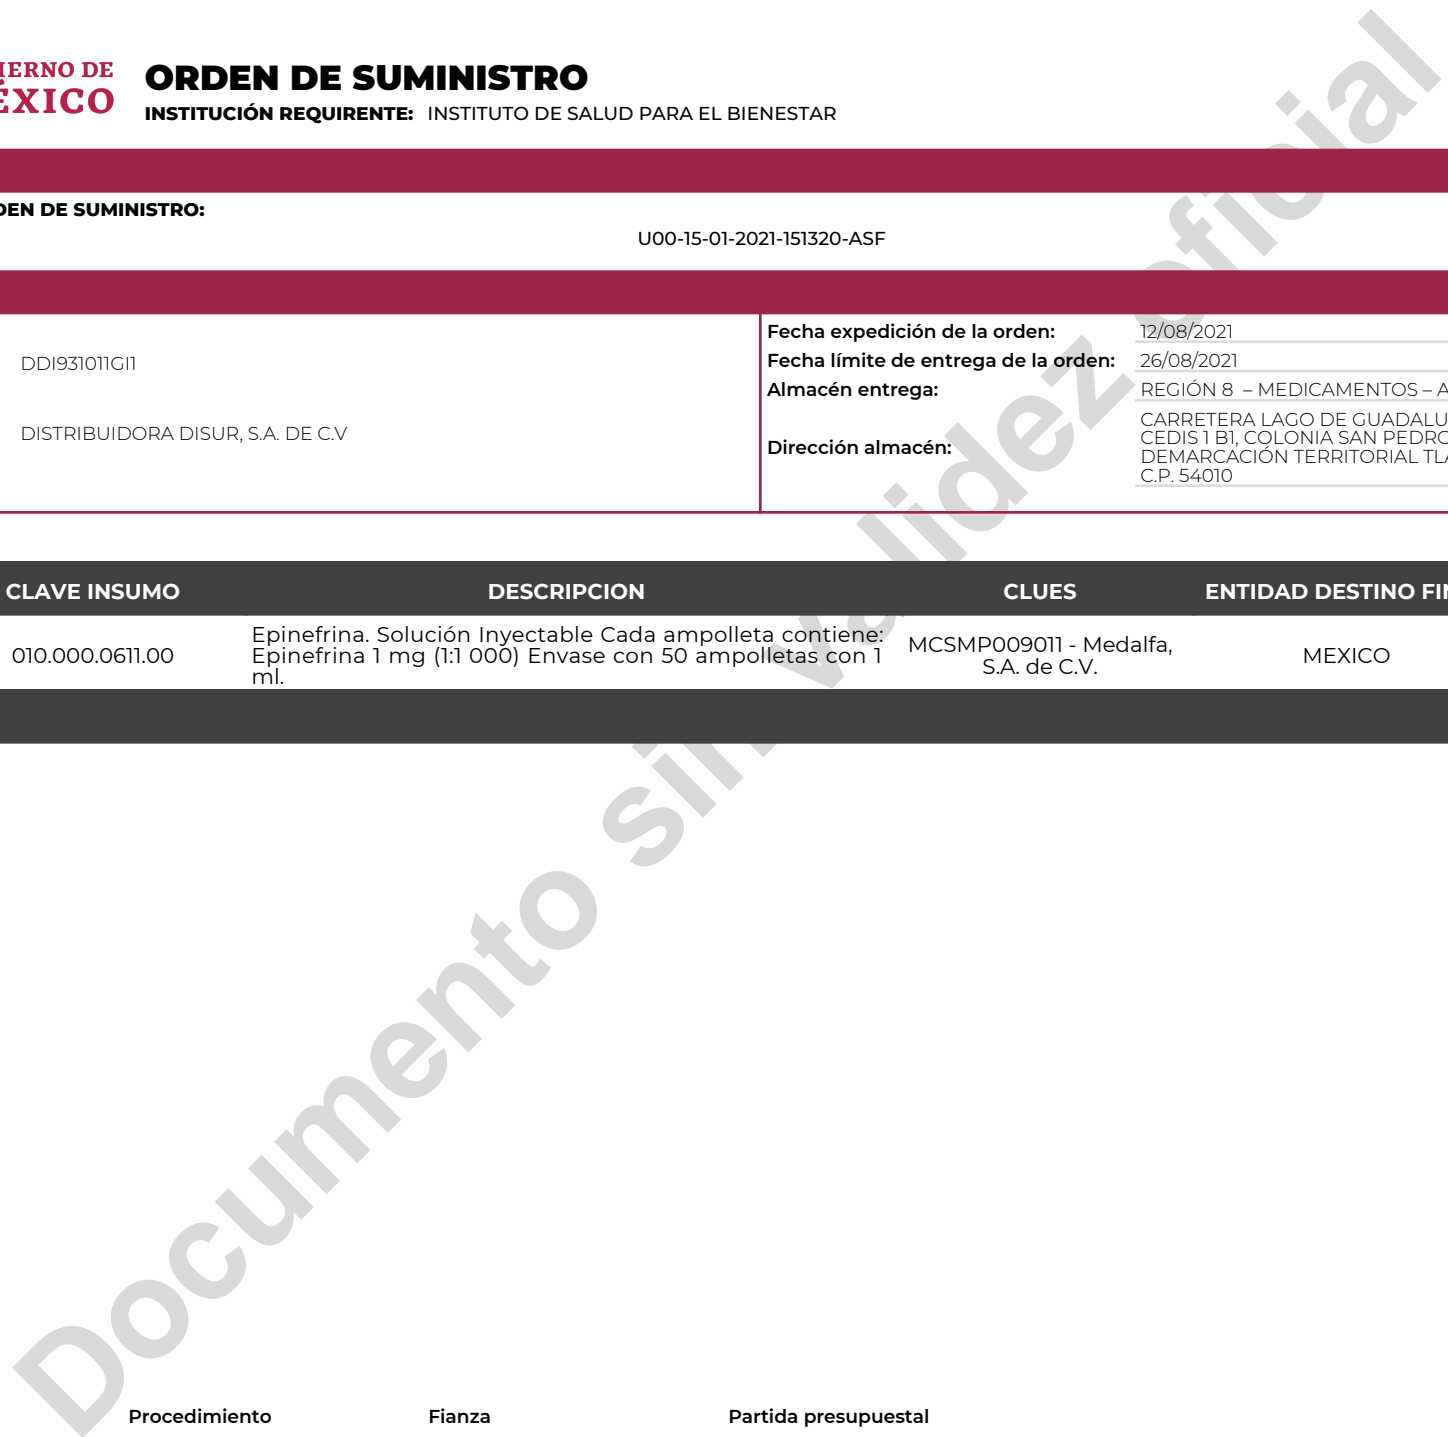 IERNO DE
ÉXICO
ORDEN DE SUMINISTRO
INSTITUCIÓN REQUIRENTE: INSTITUTO DE SALUD PARA EL BIENESTAR
DEN DE SUMINISTRO:
U00-15-01-2021-151320-ASF
DDI931011GI1
DISTRIBUIDORA DISUR, S.A. DE C.V
Fecha expedición de la orden: 12/08/2021
Fecha límite de entrega de la orden: 26/08/2021
Almacén entrega: REGIÓN 8 – MEDICAMENTOS – A
Dirección almacén:
CARRETERA LAGO DE GUADALU
CEDIS 1 B1, COLONIA SAN PEDRO
DEMARCACIÓN TERRITORIAL TLA
C.P. 54010
CLAVE INSUMO DESCRIPCION CLUES ENTIDAD DESTINO FIN
010.000.0611.00
Epinefrina. Solución Inyectable Cada ampolleta contiene:
Epinefrina 1 mg (1:1 000) Envase con 50 ampolletas con 1
ml.
MCSMP009011 - Medalfa,
S.A. de C.V.
MEXICO
Documento sin validez oficial
Procedimiento Fianza Partida presupuestal